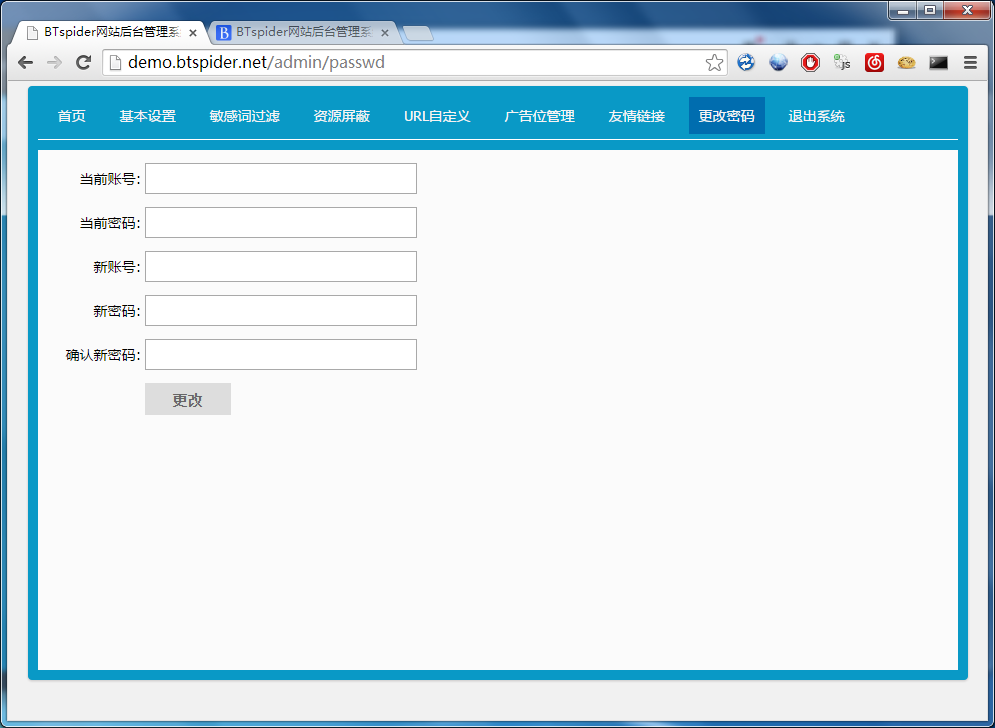 BTspider网站后台管理系
BTspider网站后台管理系
demo.btspider.net/admin/passwd
js
首页 基本设置 敏感词过滤 资源屏蔽 URL自定义 广告位管理 友情链接 更改密码 退出系统
当前账号:
当前密码:
新账号:
新密码:
确认新密码:
更改